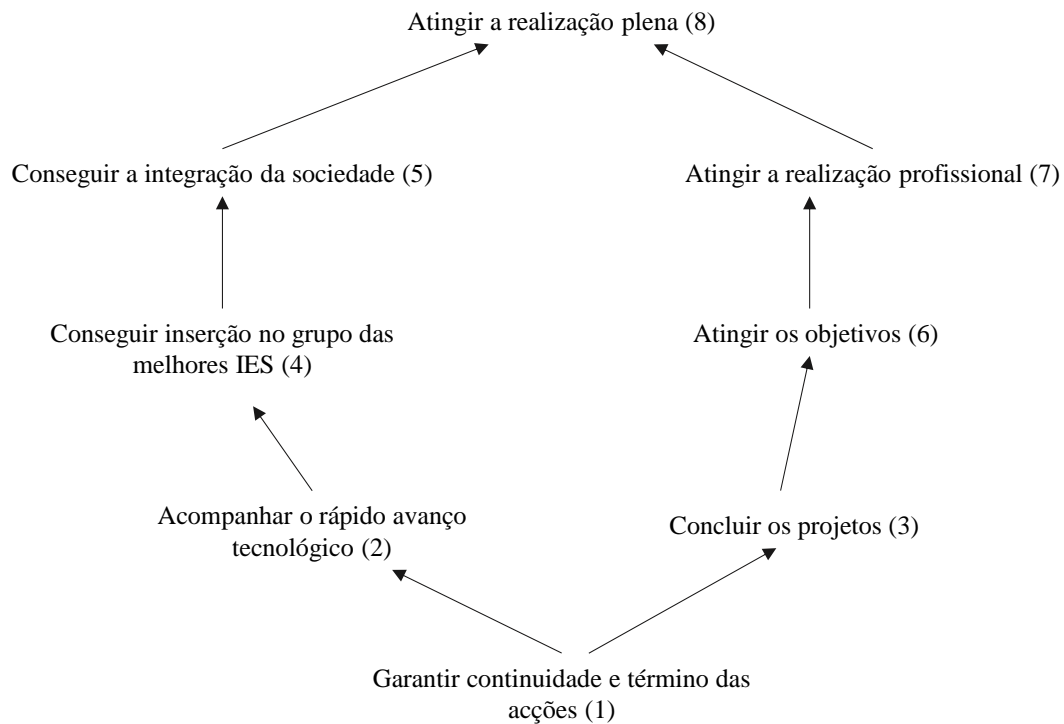 Atingir a realização plena (8)
Conseguir a integração da sociedade (5)
Atingir a realização profissional (7)
Conseguir inserção no grupo das
melhores IES (4)
Atingir os objetivos (6)
Acompanhar o rápido avanço
tecnológico (2)
Concluir os projetos (3)
Garantir continuidade e término das
acções (1)